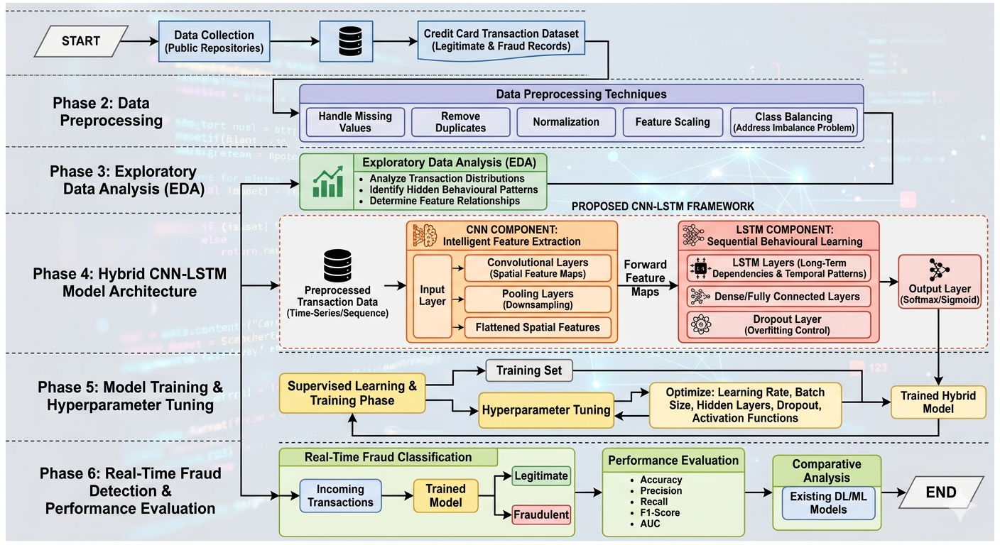 START
Data Collection
(Public Repositories)
Credit Card Transaction Dataset
(Legitimate & Fraud Records)
Phase 2: Data
Preprocessing
Data Preprocessing Techniques
Handle Missing
Values
Remove
Duplicates
Normalization
Feature Scaling
Class Balancing
(Address Imbalance Problem)
Phase 3: Exploratory
Data Analysis (EDA)
Exploratory Data Analysis (EDA)
• Analyze Transaction Distributions
• Identify Hidden Behavioural Patterns
• Determine Feature Relationships
PROPOSED CNN-LSTM FRAMEWORK
Phase 4: Hybrid CNN-LSTM
Model Architecture
Preprocessed
Transaction Data
(Time-Series/Sequence)
CNN COMPONENT:
Intelligent Feature Extraction
Input
Layer
Convolutional Layers
(Spatial Feature Maps)
Pooling Layers
(Downsampling)
Flattened Spatial Features
Forward
Feature
Maps
LSTM COMPONENT:
Sequential Behavioural Learning
LSTM Layers (Long-Term
Dependencies & Temporal Patterns)
Dense/Fully Connected Layers
Dropout Layer
(Overfitting Control)
Output Layer
(Softmax/Sigmoid)
Phase 5: Model Training &
Hyperparameter Tuning
Supervised Learning &
Training Phase
Training Set
Hyperparameter Tuning
Optimize: Learning Rate, Batch
Size, Hidden Layers, Dropout,
Activation Functions
123
Trained Hybrid
Model
Phase 6: Real-Time Fraud
Detection &
Performance Evaluation
Real-Time Fraud Classification
Incoming
Transactions
Trained
Model
Legitimate
Fraudulent
Performance Evaluation
• Accuracy
• Precision
• Recall
• F1-Score
• AUC
Comparative
Analysis
Existing DL/ML
Models
END